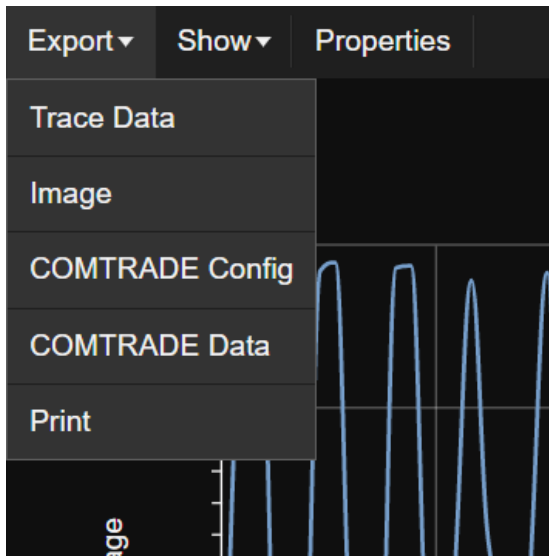 Export▾ Show▾ Properties
Trace Data
Image
COMTRADE Config
COMTRADE Data
Print